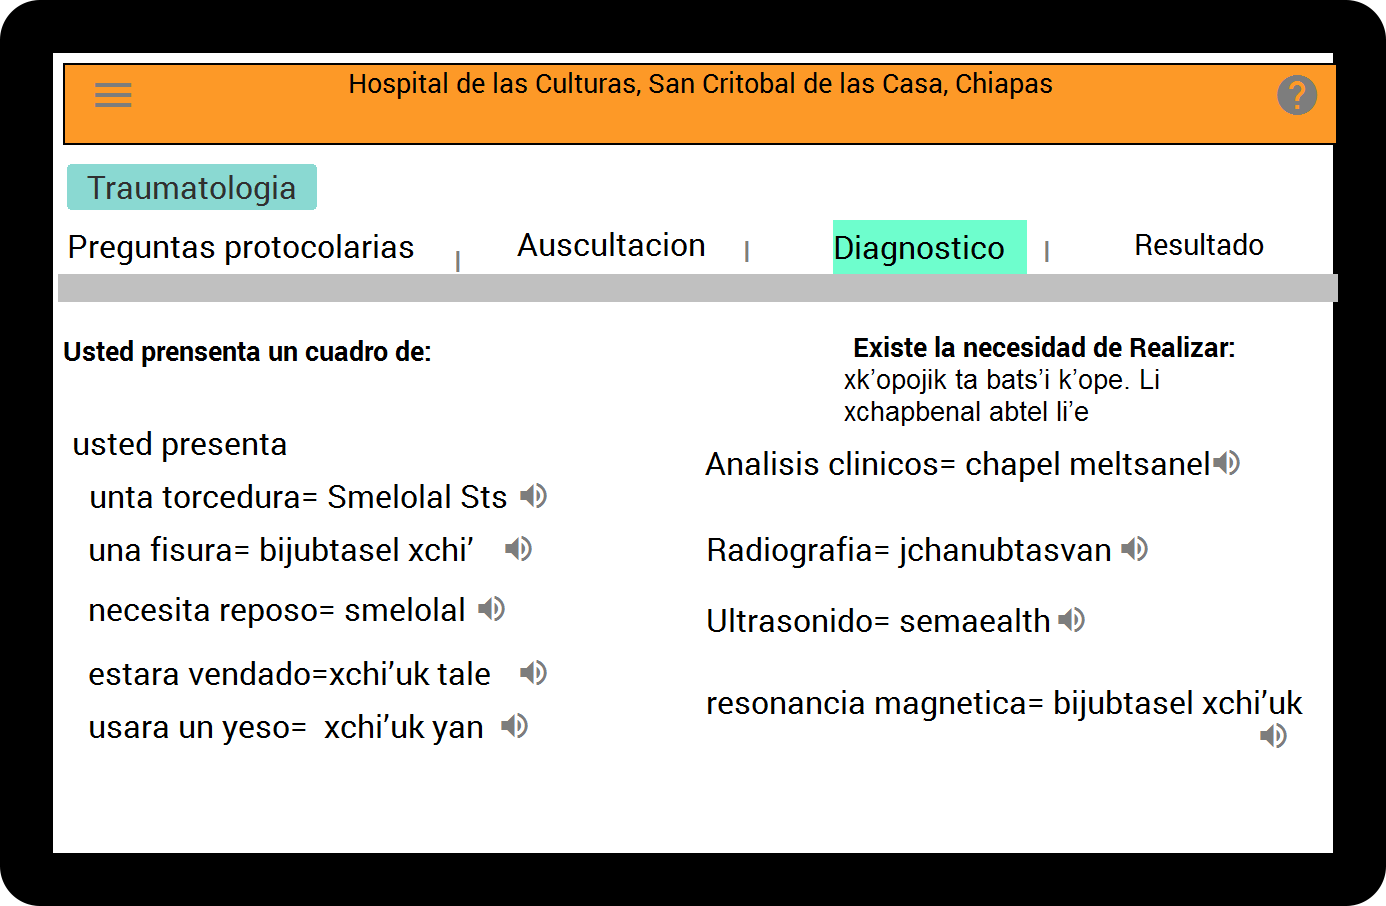 Hospital de las Culturas, San Critobal de las Casa, Chiapas
?
Traumatologia
Preguntas protocolarias | Auscultacion | Diagnostico | Resultado
Usted prensenta un cuadro de:
usted presenta
unta torcedura= Smelolal Sts
una fisura= bijubtasel xchi’
necesita reposo= smelolal
estara vendado=xchi’uk tale
usara un yeso= xchi’uk yan
Existe la necesidad de Realizar:
xk’opojik ta bats’i k’ope. Li
xchapbenal abtel li’e
Analisis clinicos= chapel meltsanel
Radiografia= jchanubtasvan
Ultrasonido= semaealth
resonancia magnetica= bijubtasel xchi’uk